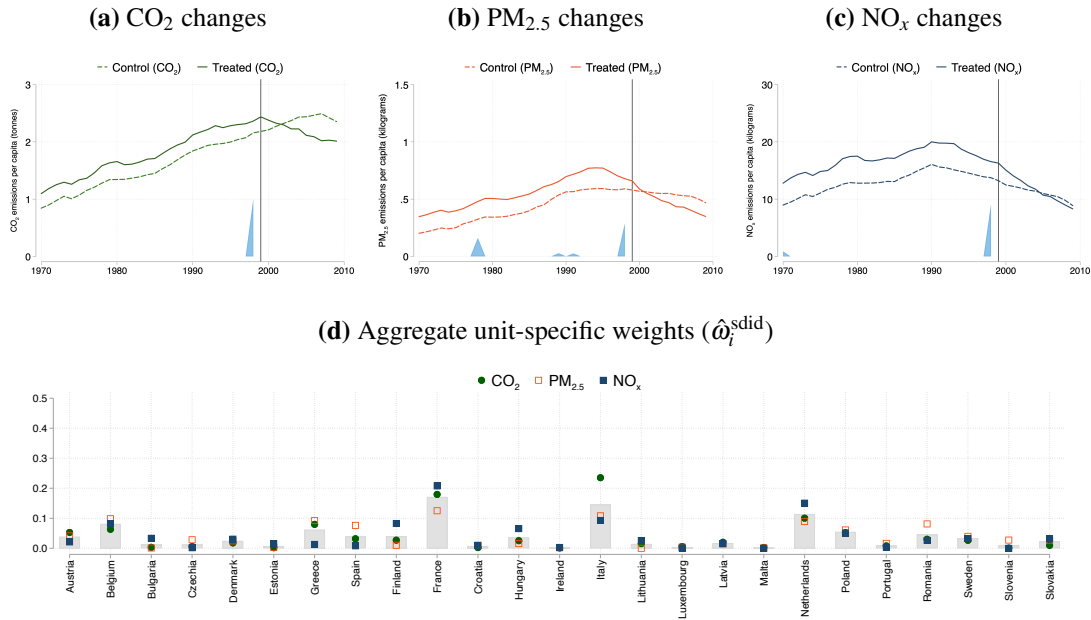 (a) CO2 changes
(b) PM2.5 changes
(c) NOx changes
Control (CO2) Treated (CO2)
Control (PM2.5) Treated (PM2.5)
Control (NOx) Treated (NOx)
CO2 emissions per capita (tonnes)
3
2
1
0
1970 1980 1990 2000 2010
PM2.5 emissions per capita (kilograms)
1.5
1
.5
0
1970 1980 1990 2000 2010
NOx emissions per capita (kilograms)
30
20
10
0
1970 1980 1990 2000 2010
(d) Aggregate unit-specific weights (ω̂ᵢsdid)
CO2 PM2.5 NOx
0.5
0.4
0.3
0.2
0.1
0.0
Austria
Belgium
Bulgaria
Czechia
Denmark
Estonia
Greece
Spain
Finland
France
Croatia
Hungary
Ireland
Italy
Lithuania
Luxembourg
Latvia
Malta
Netherlands
Poland
Portugal
Romania
Sweden
Slovenia
Slovakia